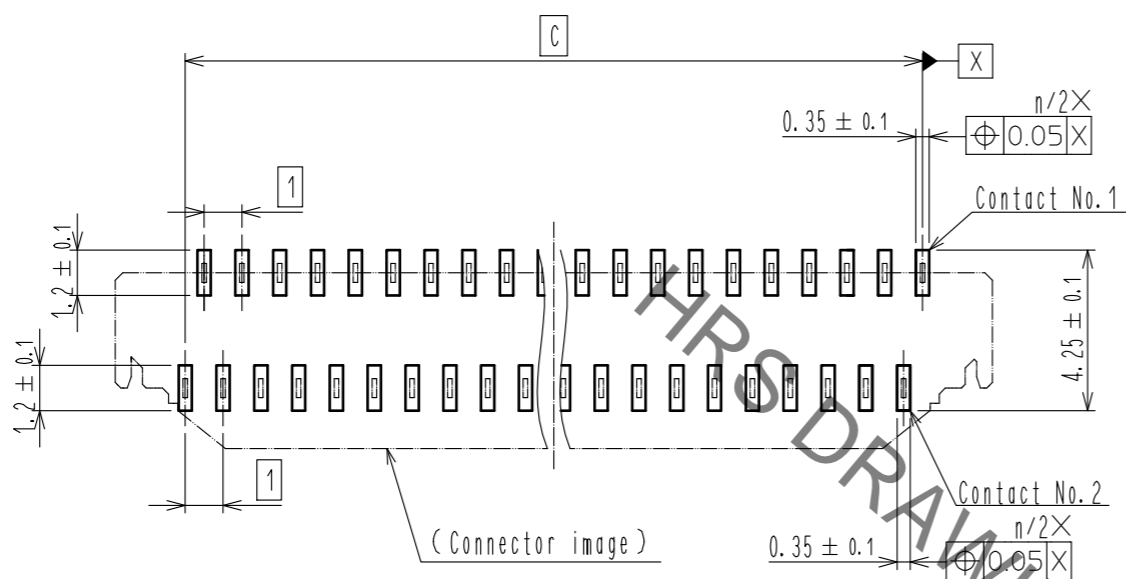 C
X
n/2X
0.35 ± 0.1
⌖ 0.05 X
1
Contact No.1
1.2 ± 0.1
4.25 ± 0.1
1.2 ± 0.1
HRS DRAW
1
Contact No.2
(Connector image)
n/2X
0.35 ± 0.1
⌖ 0.05 X